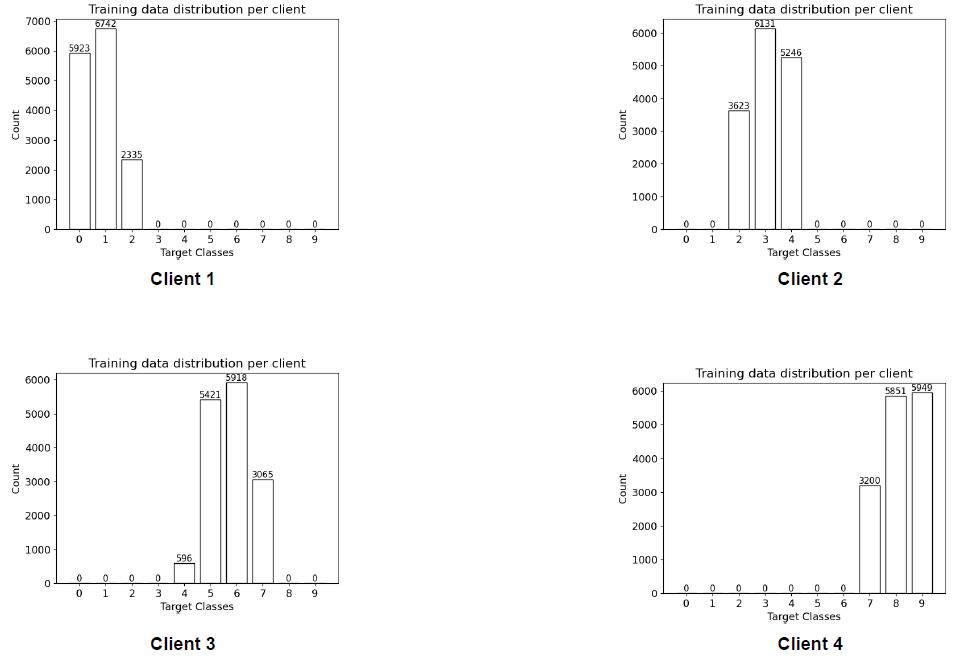 Training data distribution per client
7000
6000
5000
4000
3000
2000
1000
0
Count
5923
6742
2335
0 0 0 0 0 0 0
0 1 2 3 4 5 6 7 8 9
Target Classes
Client 1
Training data distribution per client
6000
5000
4000
3000
2000
1000
0
Count
0 0
3623
6131
5246
0 0 0 0 0
0 1 2 3 4 5 6 7 8 9
Target Classes
Client 2
Training data distribution per client
6000
5000
4000
3000
2000
1000
0
Count
0 0 0 0
596
5421
5918
3065
0 0
0 1 2 3 4 5 6 7 8 9
Target Classes
Client 3
Training data distribution per client
6000
5000
4000
3000
2000
1000
0
Count
0 0 0 0 0 0 0
3200
5851
5949
0 1 2 3 4 5 6 7 8 9
Target Classes
Client 4